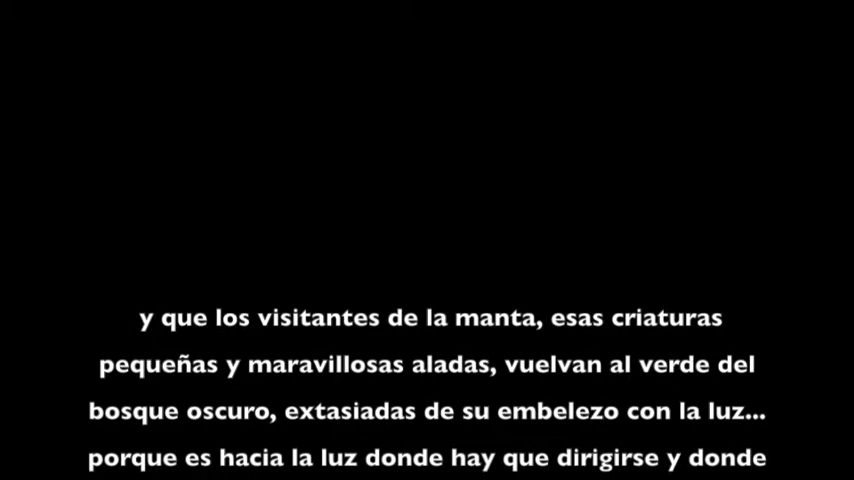 y que los visitantes de la manta, esas criaturas
pequeñas y maravillosas aladas, vuelvan al verde del
bosque oscuro, extasiadas de su embelezo con la luz...
porque es hacia la luz donde hay que dirigirse y donde